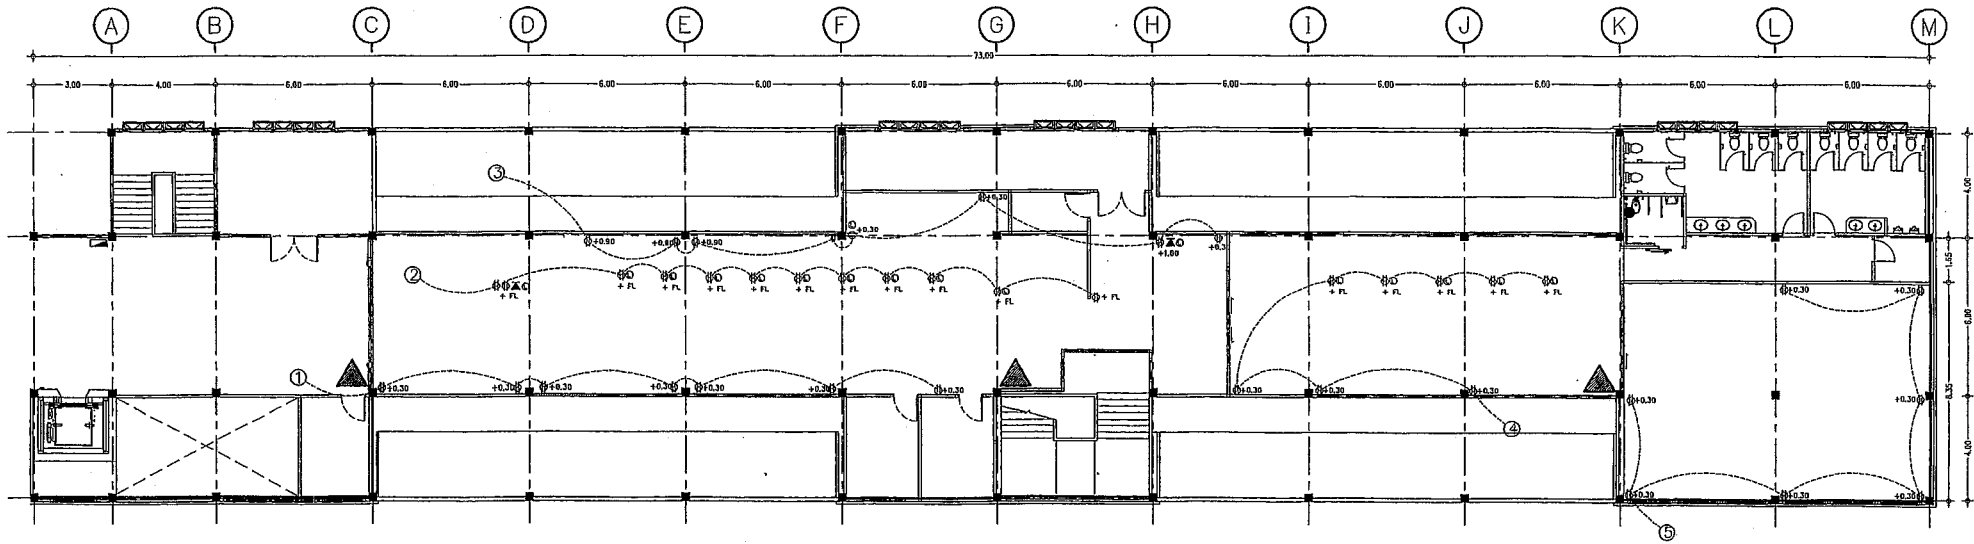 A B C D E F G H I J K L M
73,00
3,00 4,00 6,00 6,00 6,00 6,00 6,00 6,00 6,00 6,00 6,00 6,00
4,00
③
+0.30
+0.90 +0.90 +0.90 +0.30 +1.00
②
+ FL + FL + FL + FL + FL + FL + FL + FL + FL + FL + FL + FL + FL + FL + FL + FL
1,65
+0.30 +0.30
6,00
①
+0.30 +0.30 +0.30 +0.30 +0.30 +0.30 +0.30 +0.30 +0.30 +0.30
+0.30 +0.30
8,35
④
4,00
+0.30 +0.30 +0.30
⑤